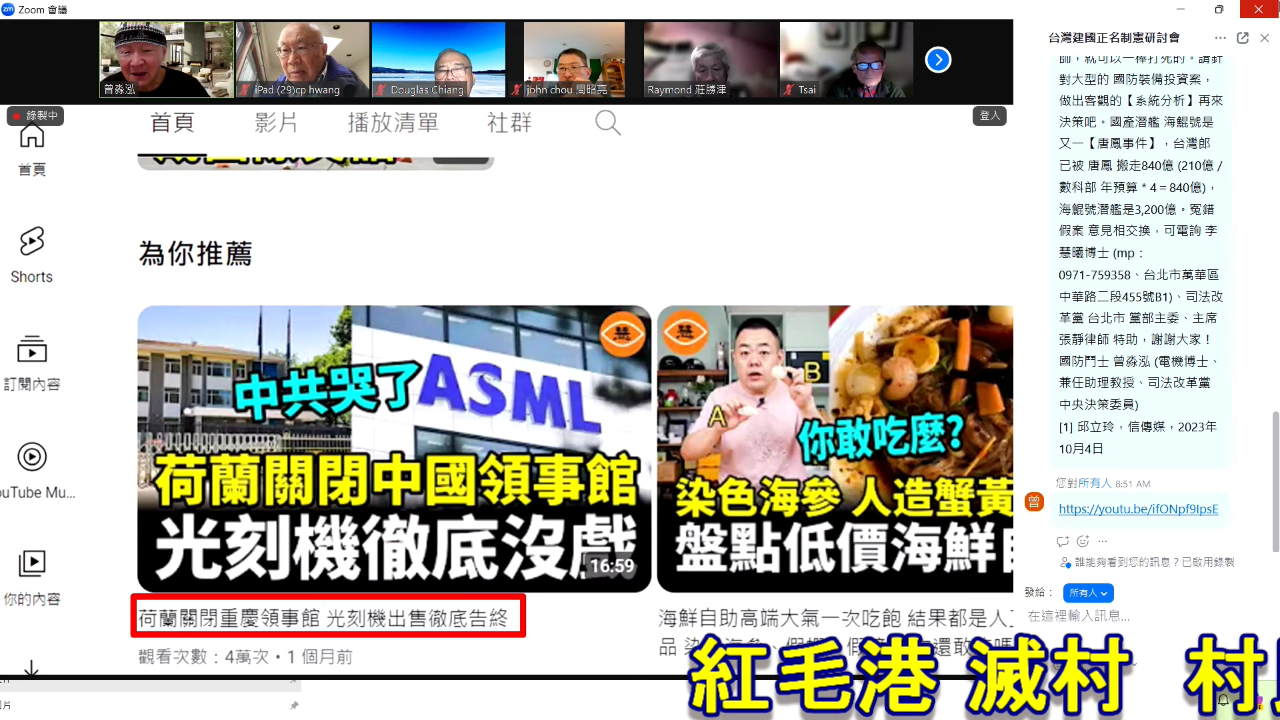 Zoom 會議
曾淼泓
iPad (29)cp hwang
Douglas Chiang
john chou 周昭亮
Raymond 莊勝津
Tsai
錄製中
登入
首頁 影片 播放清單 社群
首頁
Shorts
訂閱內容
ouTube Mu...
你的內容
為你推薦
中共哭了
ASML
荷蘭關閉中國領事館
光刻機徹底沒戲
16:59
荷蘭關閉重慶領事館 光刻機出售徹底告終
觀看次數：4萬次 • 1 個月前
A
B
你敢吃麼?
染色海參 人造蟹黃
盤點低價海鮮自
海鮮自助高端大氣一次吃飽 結果都是人工
台灣建國正名制憲研討會
對大至如 國防裝備投資案，
做出客觀的【系統分析】再來
決策吧。國產造艦 海鯤號是
又一【唐鳳事件】，台灣郎
已被 唐鳳 搬走840億 (210億 /
數科部 年預算 * 4 = 840億)，
海鯤號潛艦是3,200億。冤錯
假案 意見相交換，可電詢 李
慧曦博士 (mp：
0971-759358、台北市萬華區
中華路二段455號B1)、司法改
革黨 台北市 黨部主委、主席
張靜律師 特助，謝謝大家！
國防鬥士 曾淼泓 (電機博士、
兼任助理教授、司法改革黨
中央決策委員)
[1] 邱立玲，信傳媒，2023年
10月4日
您對所有人 8:51 AM
曾
https://youtu.be/ifONpf9IpsE
誰能夠看到您的訊息？已啟用錄製
發給： 所有人
在這裡輸入訊息...
紅毛港 滅村 村